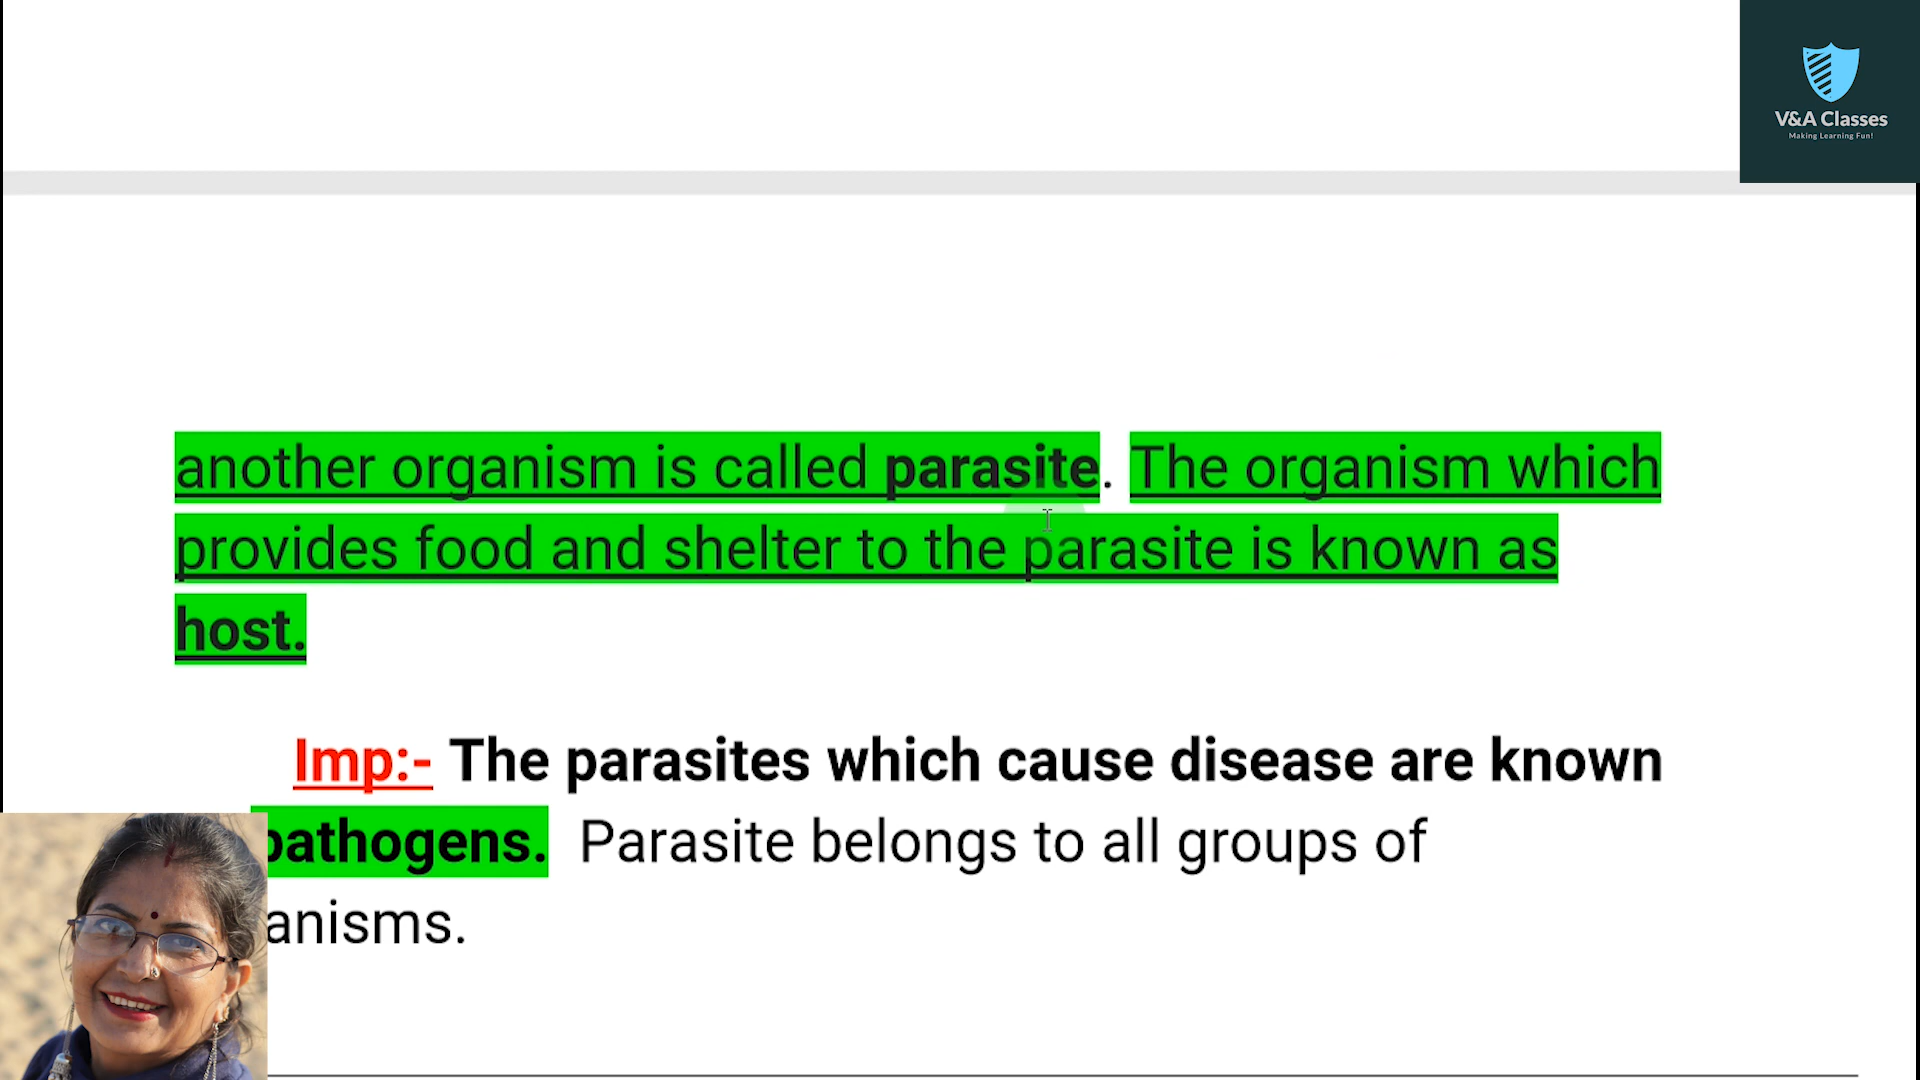 V&A Classes
Making Learning Fun!
another organism is called parasite. The organism which
provides food and shelter to the parasite is known as
host.
Imp:- The parasites which cause disease are known
pathogens. Parasite belongs to all groups of
anisms.